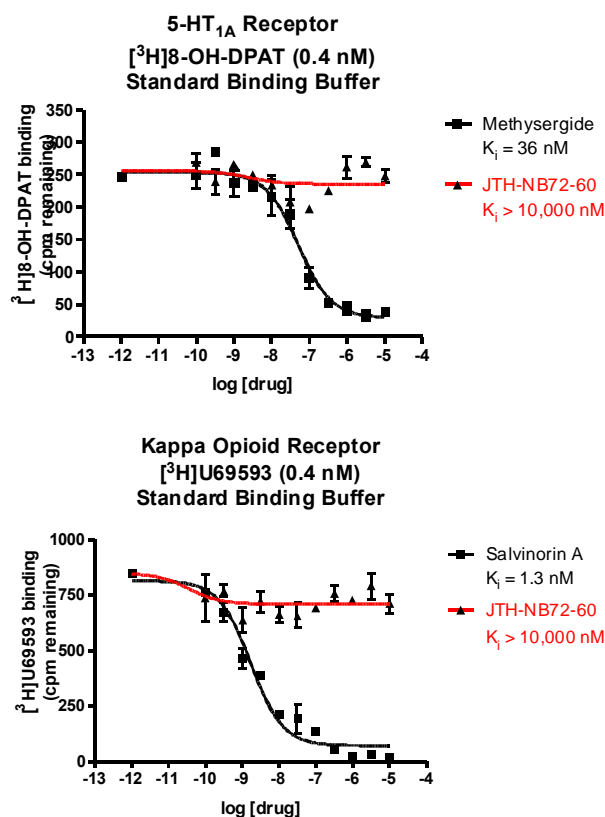 5-HT1A Receptor
[³H]8-OH-DPAT (0.4 nM)
Standard Binding Buffer
[³H]8-OH-DPAT binding
(cpm remaining)
350
300
250
200
150
100
50
0
-13 -12 -11 -10 -9 -8 -7 -6 -5 -4
log [drug]
Methysergide
Ki = 36 nM
JTH-NB72-60
Ki > 10,000 nM
Kappa Opioid Receptor
[³H]U69593 (0.4 nM)
Standard Binding Buffer
[³H]U69593 binding
(cpm remaining)
1000
750
500
250
0
-13 -12 -11 -10 -9 -8 -7 -6 -5 -4
log [drug]
Salvinorin A
Ki = 1.3 nM
JTH-NB72-60
Ki > 10,000 nM